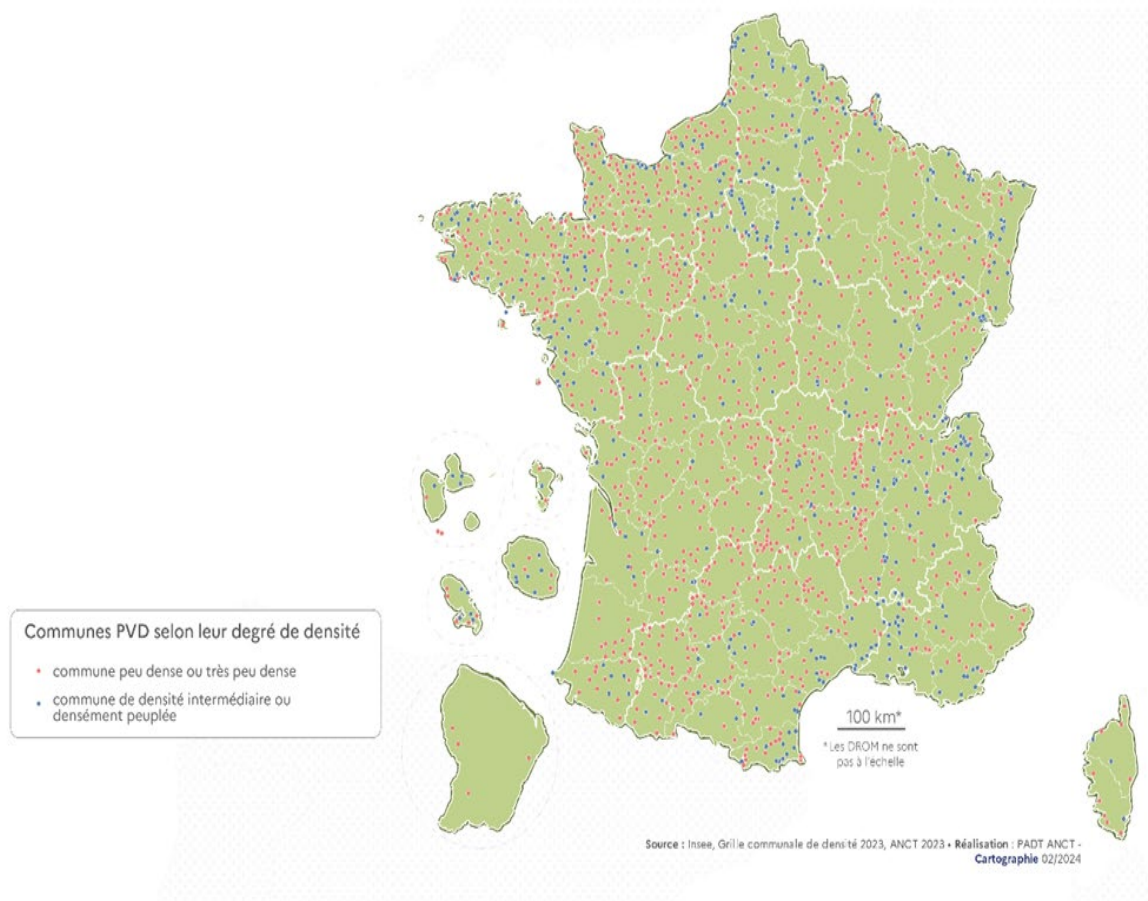 Communes PVD selon leur degré de densité
commune peu dense ou très peu dense
commune de densité intermédiaire ou
densément peuplée
100 km*
*Les DROM ne sont
pas à l'échelle
Source : Insee, Grille communale de densité 2023, ANCT 2023 • Réalisation : PADT ANCT -
Cartographie 02/2024